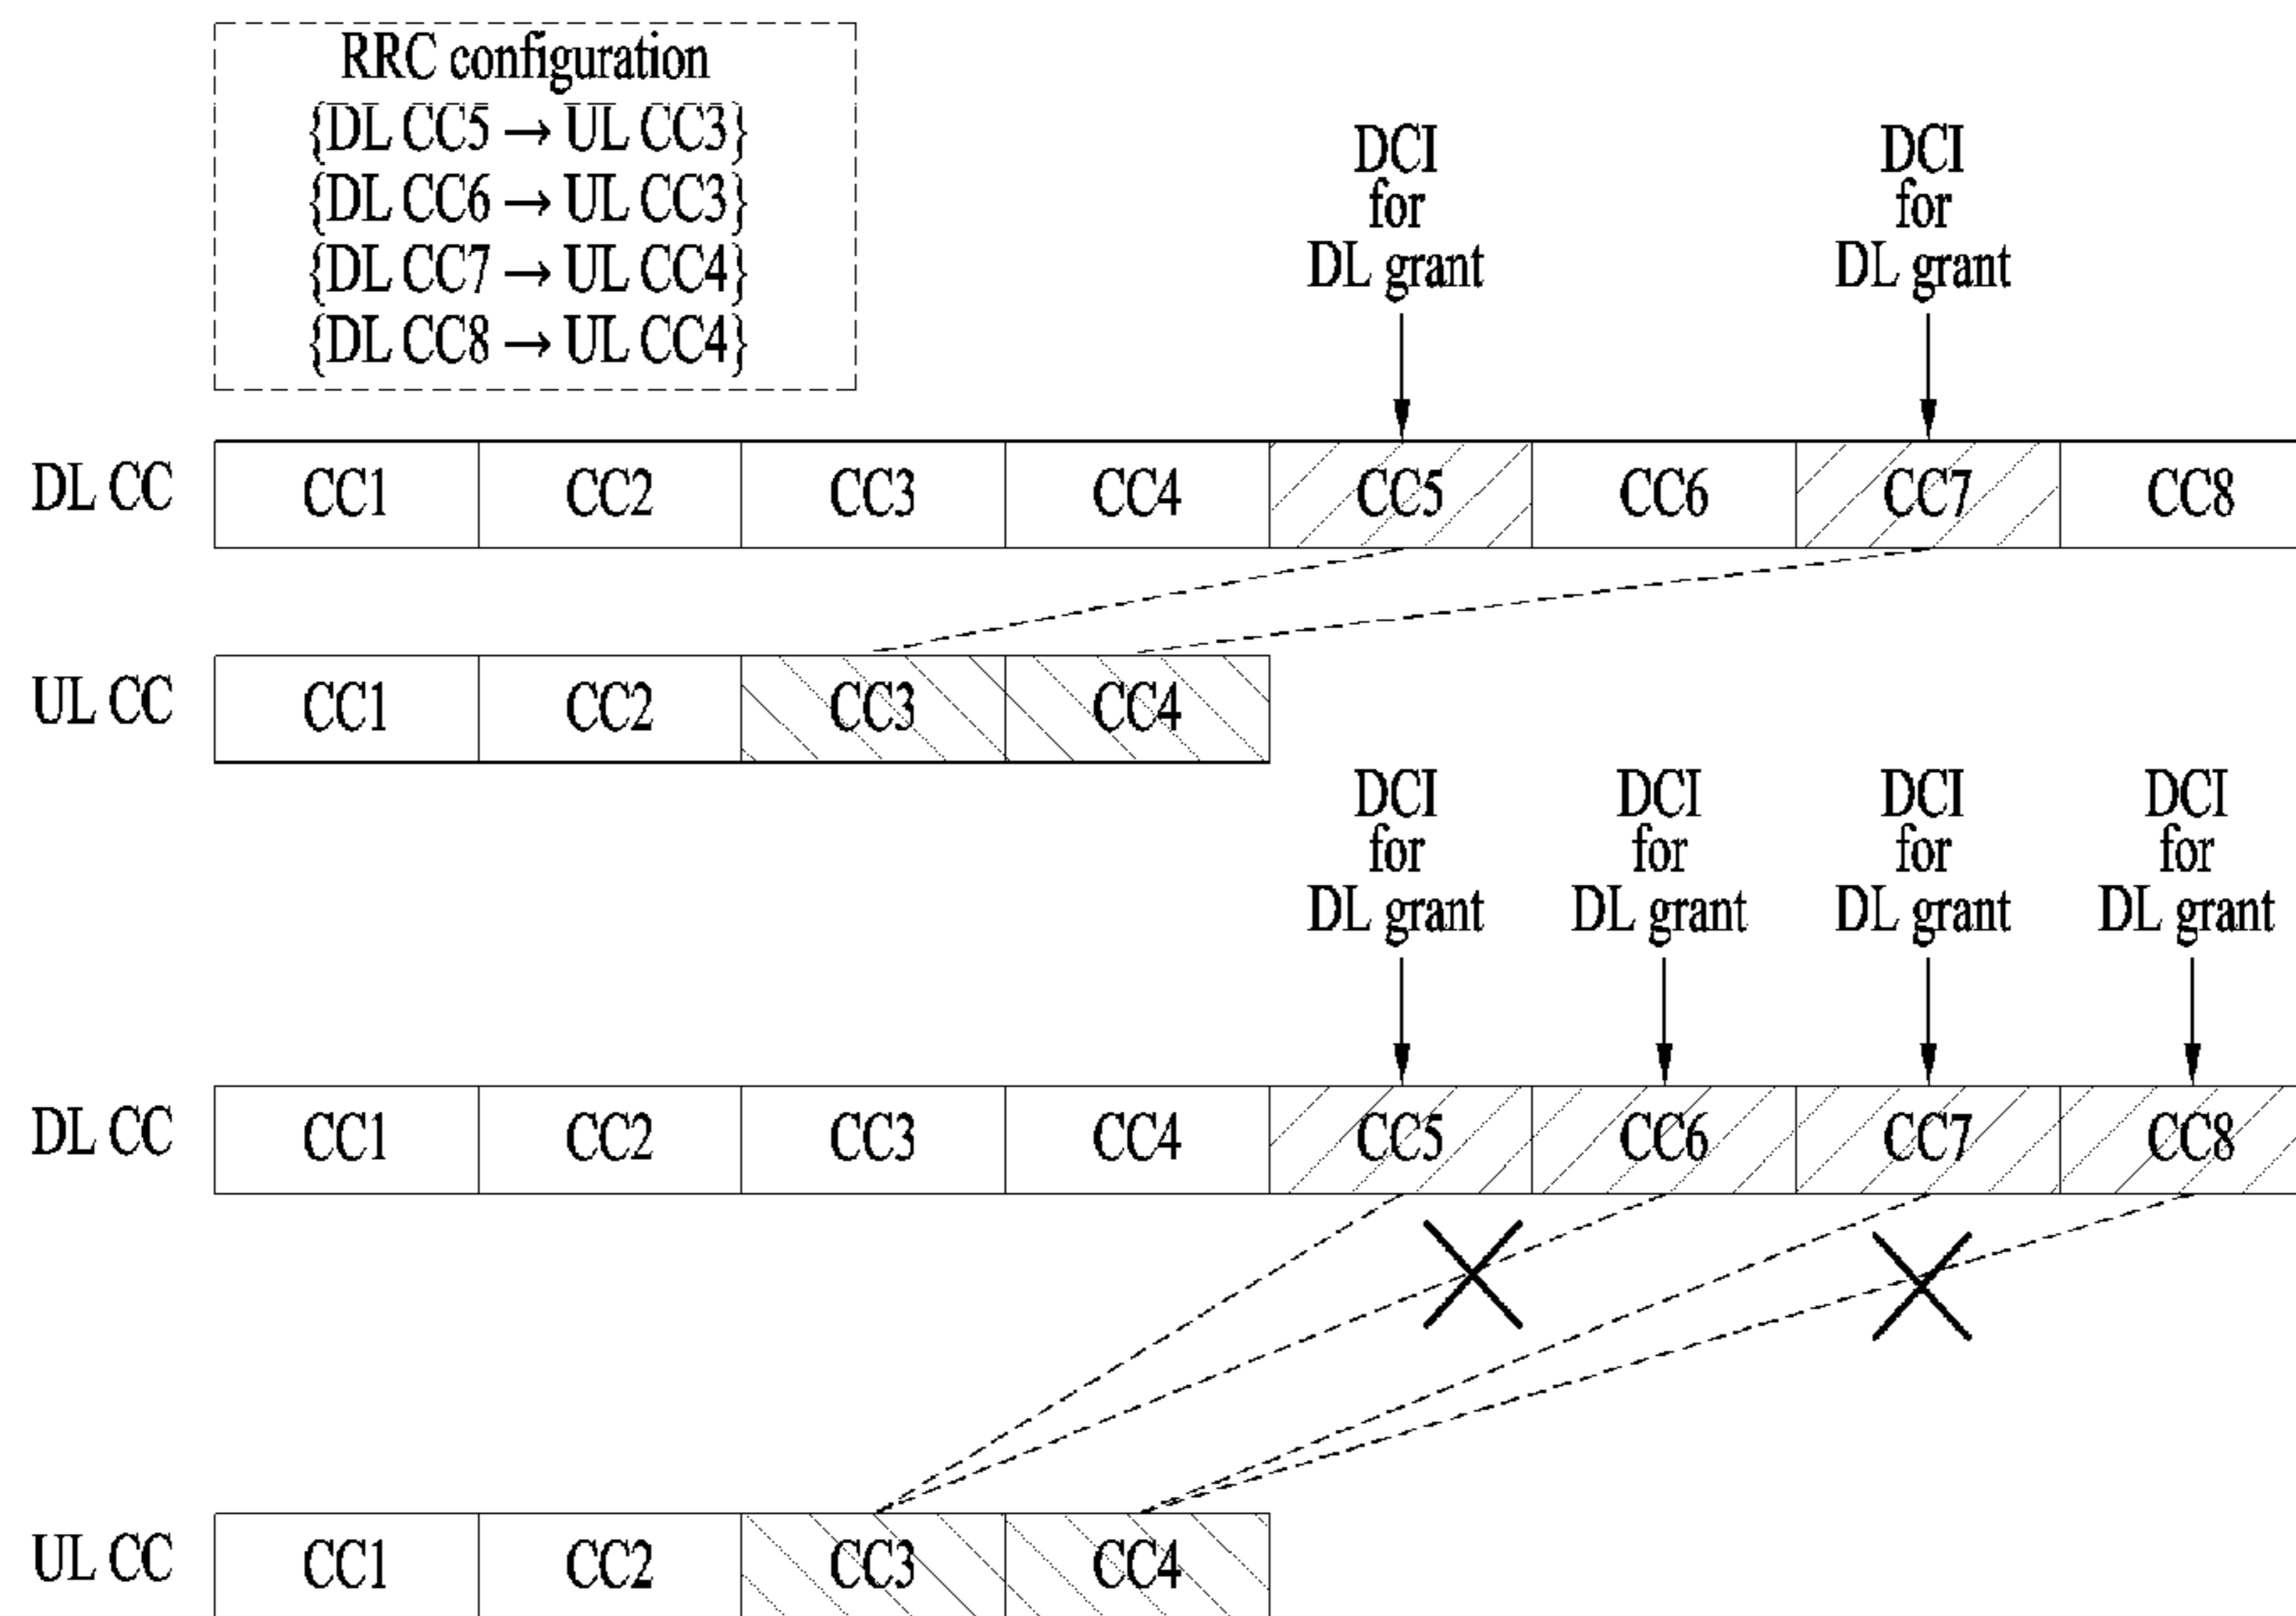 RRC configuration
{DL CC5 → UL CC3}
{DL CC6 → UL CC3}
{DL CC7 → UL CC4}
{DL CC8 → UL CC4}
DCI
for
DL grant
DCI
for
DL grant
DL CC CC1 CC2 CC3 CC4 CC5 CC6 CC7 CC8
UL CC CC1 CC2 CC3 CC4
DCI
for
DL grant
DCI
for
DL grant
DCI
for
DL grant
DCI
for
DL grant
DL CC CC1 CC2 CC3 CC4 CC5 CC6 CC7 CC8
UL CC CC1 CC2 CC3 CC4